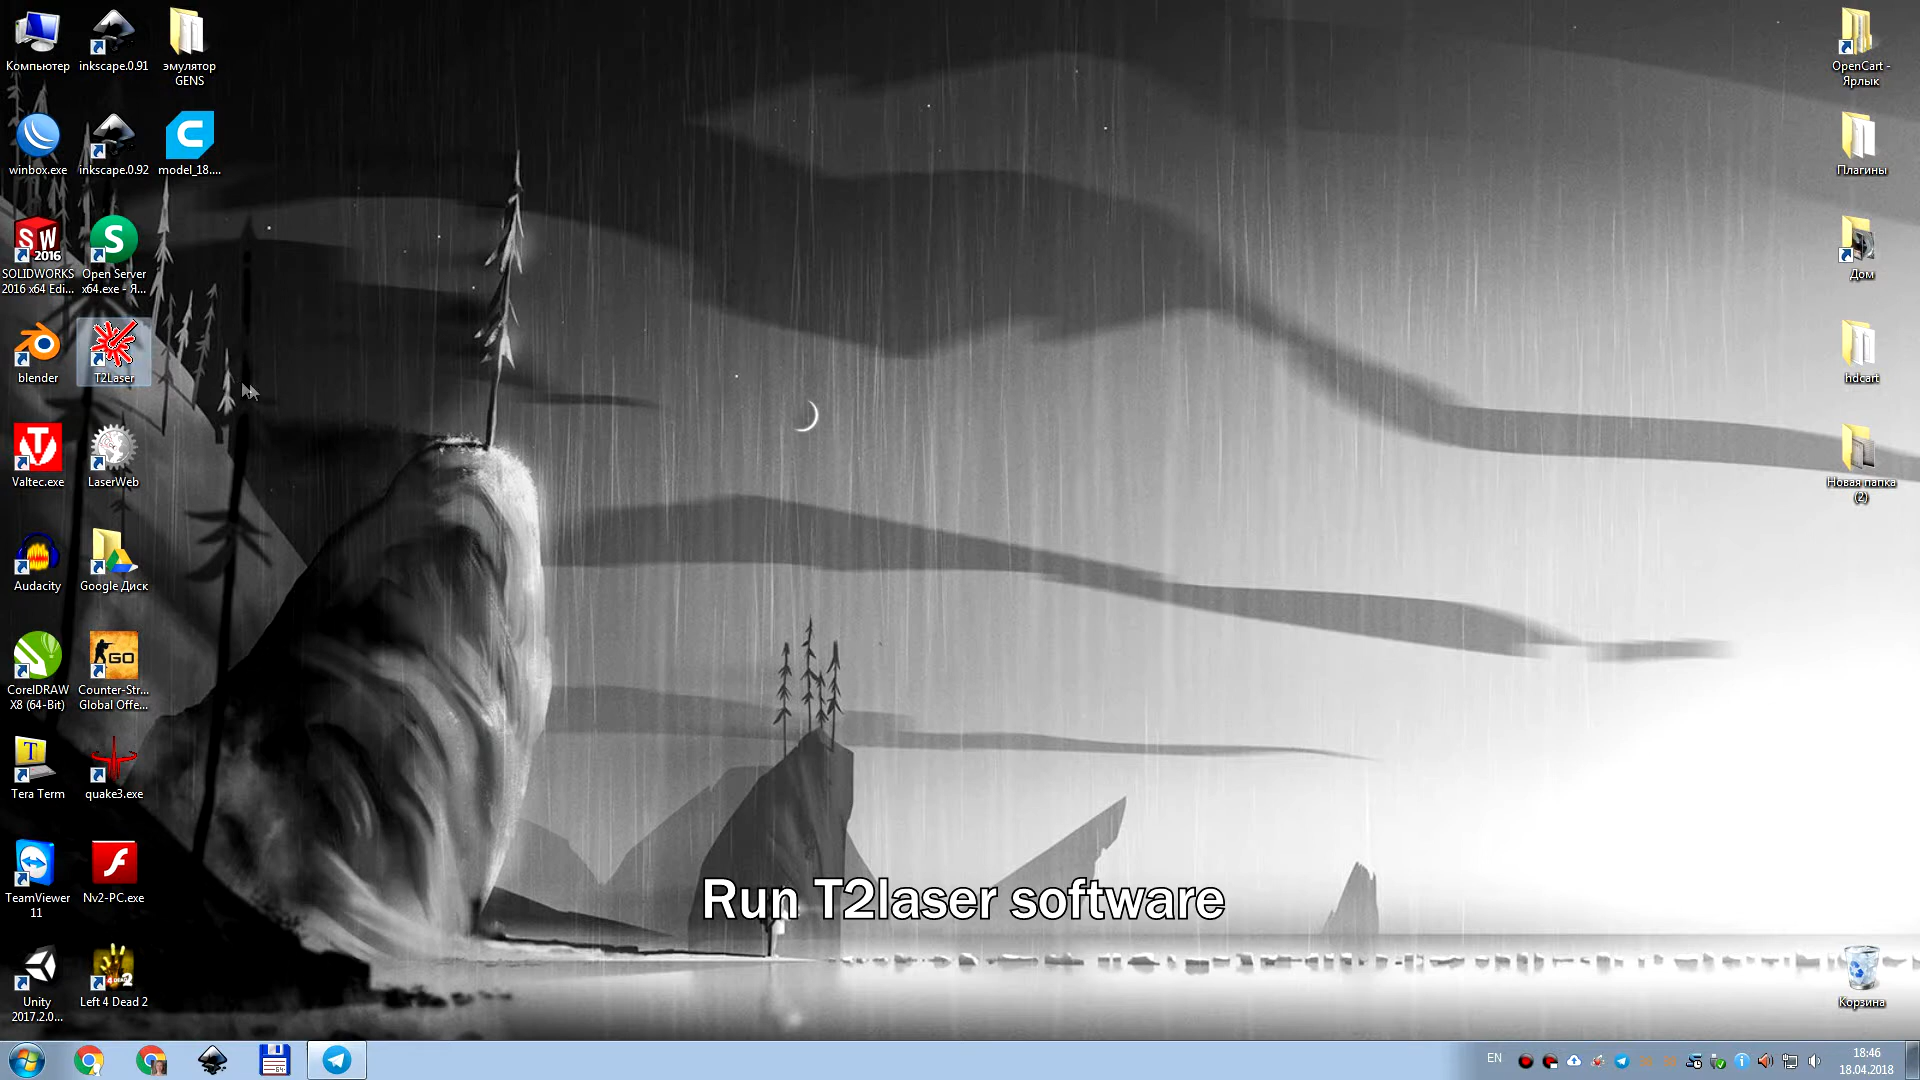 Компьютер
inkscape.0.91
эмулятор
GENS
winbox.exe
inkscape.0.92
model_18....
SOLIDWORKS
2016 x64 Edi...
Open Server
x64.exe - Я...
blender
T2Laser
Valtec.exe
LaserWeb
Audacity
Google Диск
CorelDRAW
X8 (64-Bit)
Counter-Str...
Global Offe...
Tera Term
quake3.exe
TeamViewer
11
Nv2-PC.exe
Unity
2017.2.0...
Left 4 Dead 2
OpenCart -
Ярлык
Плагины
Дом
hdcart
Новая папка
(2)
Корзина
Run T2laser software
EN
18:46
18.04.2018